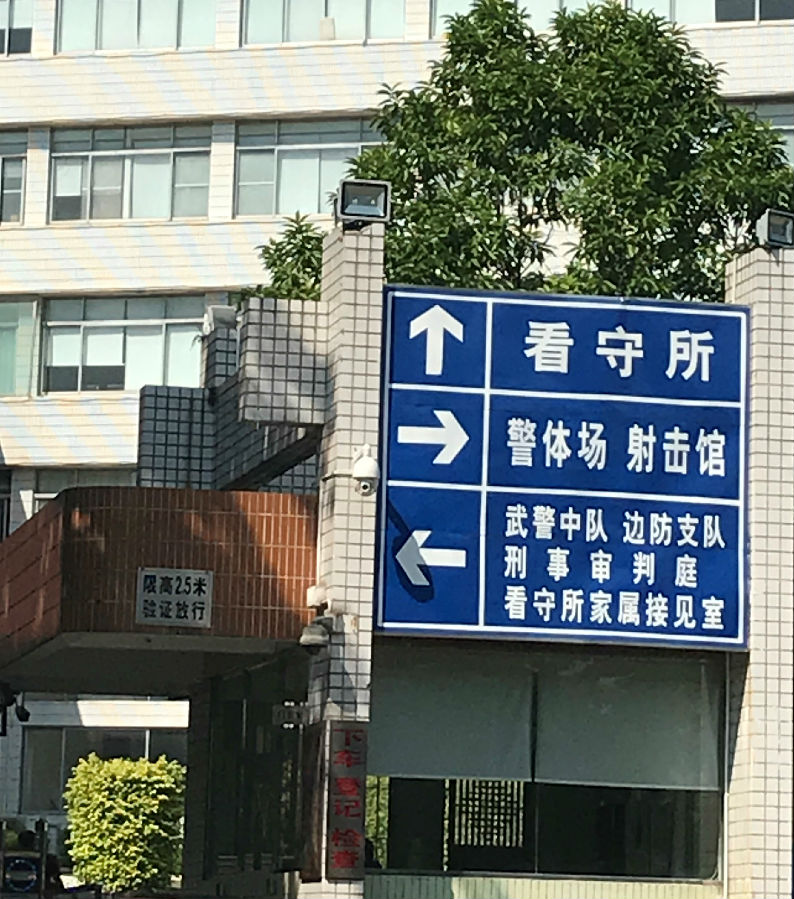 看守所
警体场 射击馆
武警中队 边防支队
刑事审判庭
看守所家属接见室
限高2.5米
验证放行
下车登记检查